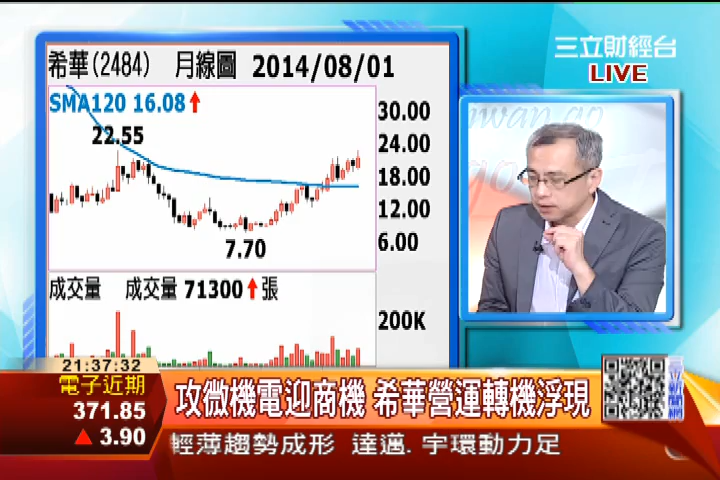 希華(2484) 月線圖 2014/08/01
三立財經台
LIVE
SMA120 16.08↑
30.00
22.55
24.00
18.00
12.00
7.70
6.00
成交量 成交量 71300↑張
200K
21:37:32
電子近期
371.85
▲ 3.90
攻微機電迎商機 希華營運轉機浮現
輕薄趨勢成形 達邁.宇環動力足